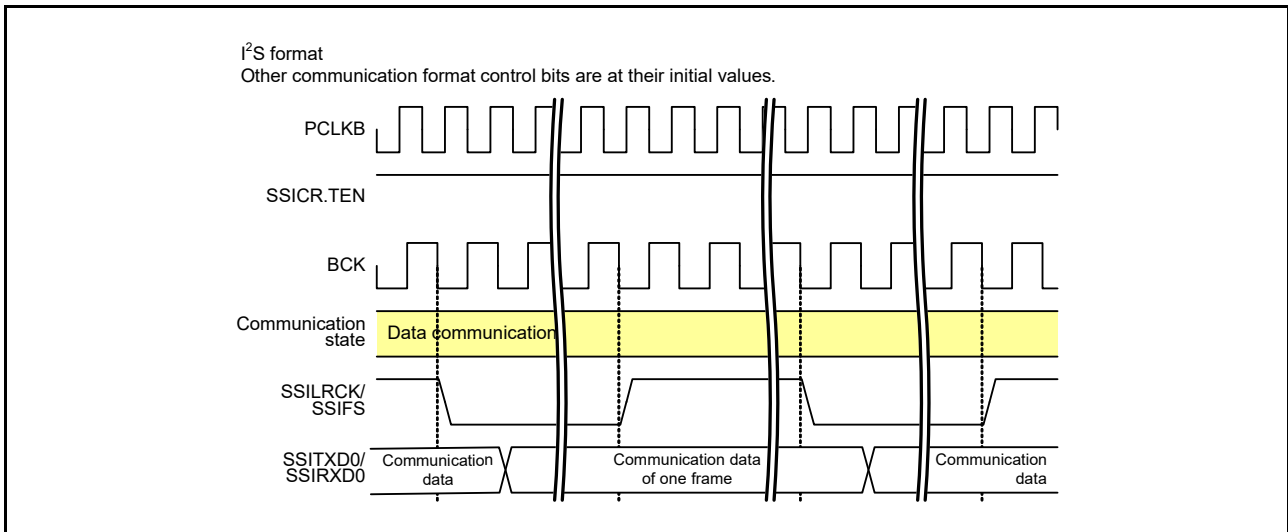 I²S format
Other communication format control bits are at their initial values.
PCLKB
SSICR.TEN
BCK
Communication
state
Data communication
SSILRCK/
SSIFS
SSITXD0/
SSIRXD0
Communication
data
Communication data
of one frame
Communication
data